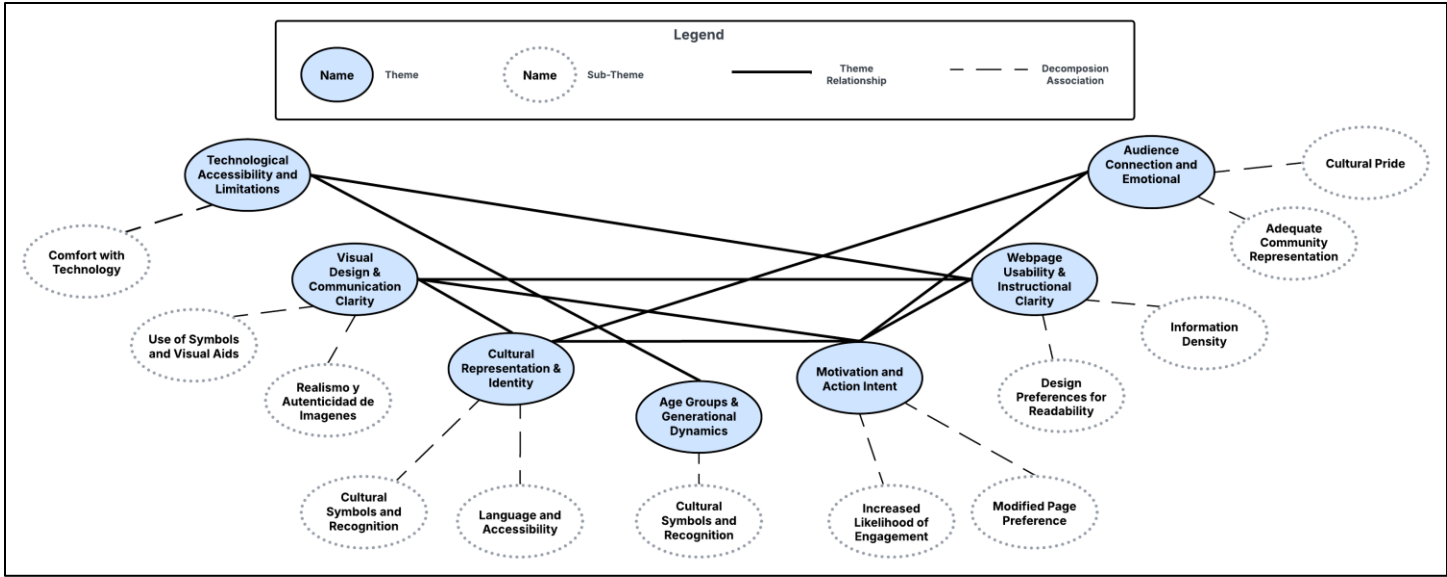 Legend
Name
Theme
Name
Sub-Theme
Theme
Relationship
Decomposion
Association
Technological
Accessibility and
Limitations
Audience
Connection and
Emotional
Cultural Pride
Comfort with
Technology
Adequate
Community
Representation
Visual
Design &
Communication
Clarity
Webpage
Usability &
Instructional
Clarity
Use of Symbols
and Visual Aids
Information
Density
Realismo y
Autenticidad de
Imagenes
Cultural
Representation &
Identity
Age Groups &
Generational
Dynamics
Motivation and
Action Intent
Design
Preferences for
Readability
Cultural
Symbols and
Recognition
Language and
Accessibility
Cultural
Symbols and
Recognition
Increased
Likelihood of
Engagement
Modified Page
Preference